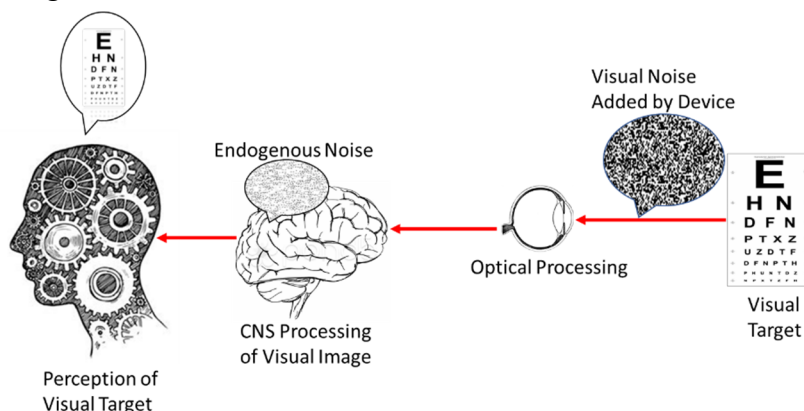 E
H N
D F N
P T X Z
U Z D T F
D F N P T H
Endogenous Noise
Visual Noise
Added by Device
E
H N
D F N
P T X Z
U Z D T F
D F N P T H
P H U N T D Z
Optical Processing
Visual
Target
CNS Processing
of Visual Image
Perception of
Visual Target